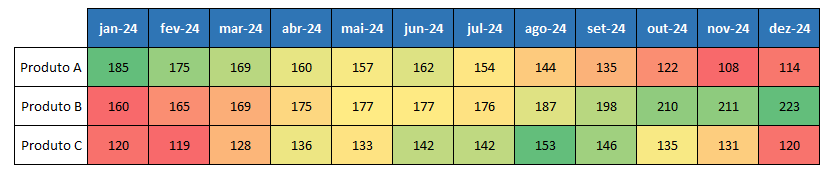 jan-24 fev-24 mar-24 abr-24 mai-24 jun-24 jul-24 ago-24 set-24 out-24 nov-24 dez-24
Produto A 185 175 169 160 157 162 154 144 135 122 108 114
Produto B 160 165 169 175 177 177 176 187 198 210 211 223
Produto C 120 119 128 136 133 142 142 153 146 135 131 120